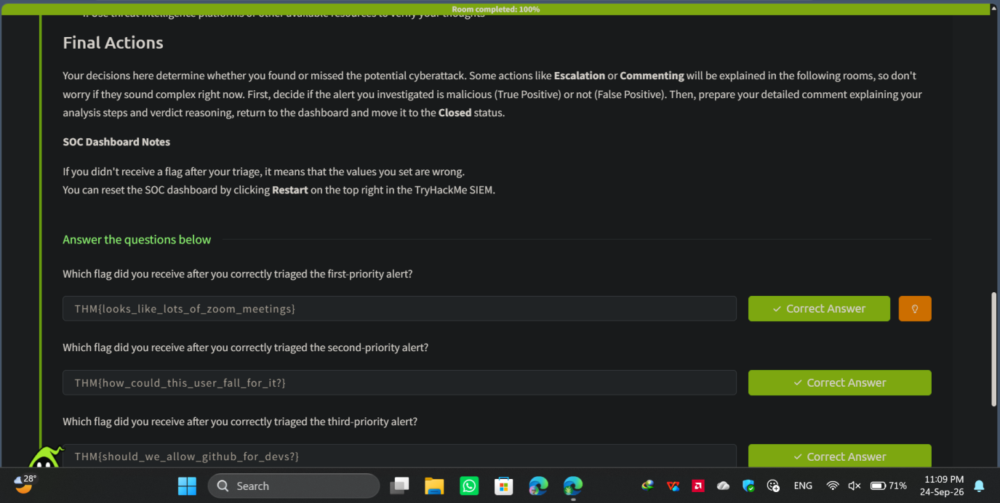 Room completed: 100%
Final Actions
Your decisions here determine whether you found or missed the potential cyberattack. Some actions like Escalation or Commenting will be explained in the following rooms, so don't
worry if they sound complex right now. First, decide if the alert you investigated is malicious (True Positive) or not (False Positive). Then, prepare your detailed comment explaining your
analysis steps and verdict reasoning, return to the dashboard and move it to the Closed status.
SOC Dashboard Notes
If you didn't receive a flag after your triage, it means that the values you set are wrong.
You can reset the SOC dashboard by clicking Restart on the top right in the TryHackMe SIEM.
Answer the questions below
Which flag did you receive after you correctly triaged the first-priority alert?
THM{looks_like_lots_of_zoom_meetings}
Correct Answer
Which flag did you receive after you correctly triaged the second-priority alert?
THM{how_could_this_user_fall_for_it?}
Correct Answer
Which flag did you receive after you correctly triaged the third-priority alert?
THM{should_we_allow_github_for_devs?}
Correct Answer
28°
Search
ENG
71%
11:09 PM
24-Sep-26